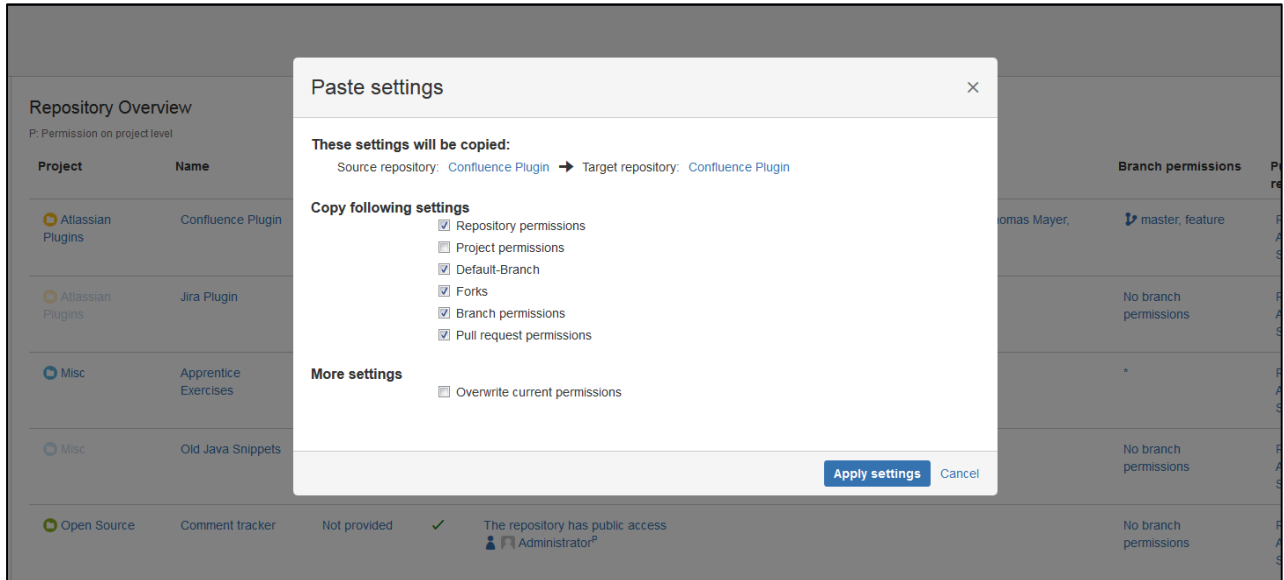 Paste settings
These settings will be copied:
Source repository: Confluence Plugin → Target repository: Confluence Plugin
Copy following settings
Repository permissions
Project permissions
Default-Branch
Forks
Branch permissions
Pull request permissions
More settings
Overwrite current permissions
Apply settings Cancel
Repository Overview
P: Permission on project level
Project Name Branch permissions
Atlassian Plugins Confluence Plugin Mayer, master, feature
Atlassian Plugins Jira Plugin No branch permissions
Misc Apprentice Exercises *
Misc Old Java Snippets No branch permissions
Open Source Comment tracker Not provided The repository has public access No branch permissions
AdministratorP